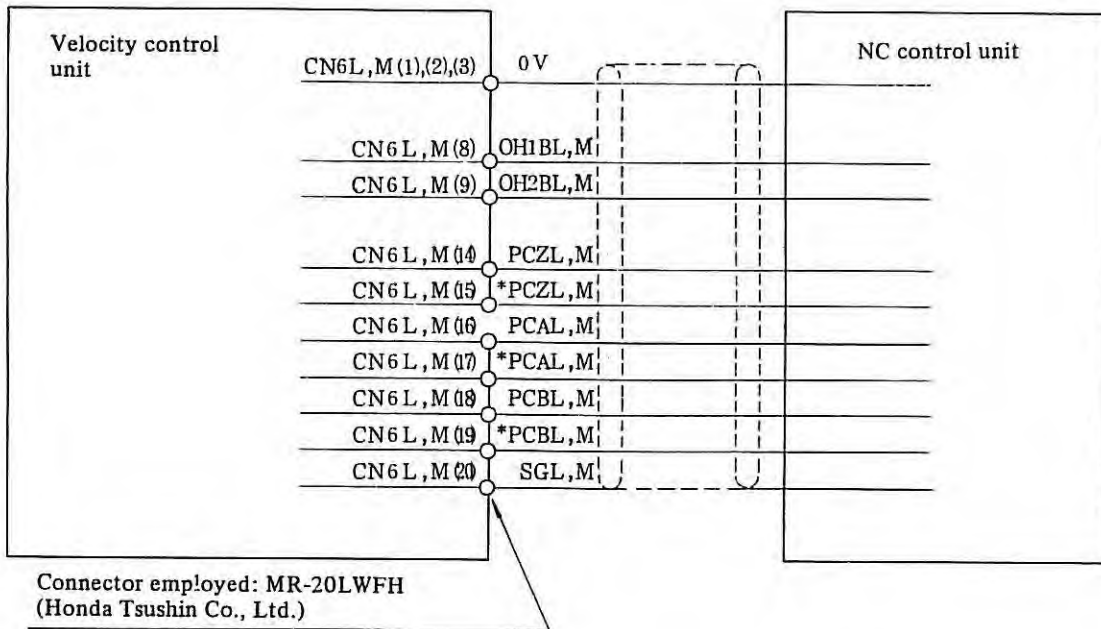 Velocity control
unit
NC control unit
CN6L,M(1),(2),(3) 0V
CN6L,M(8) OH1BL,M
CN6L,M(9) OH2BL,M
CN6L,M(14) PCZL,M
CN6L,M(15) *PCZL,M
CN6L,M(16) PCAL,M
CN6L,M(17) *PCAL,M
CN6L,M(18) PCBL,M
CN6L,M(19) *PCBL,M
CN6L,M(20) SGL,M
Connector employed: MR-20LWFH
(Honda Tsushin Co., Ltd.)